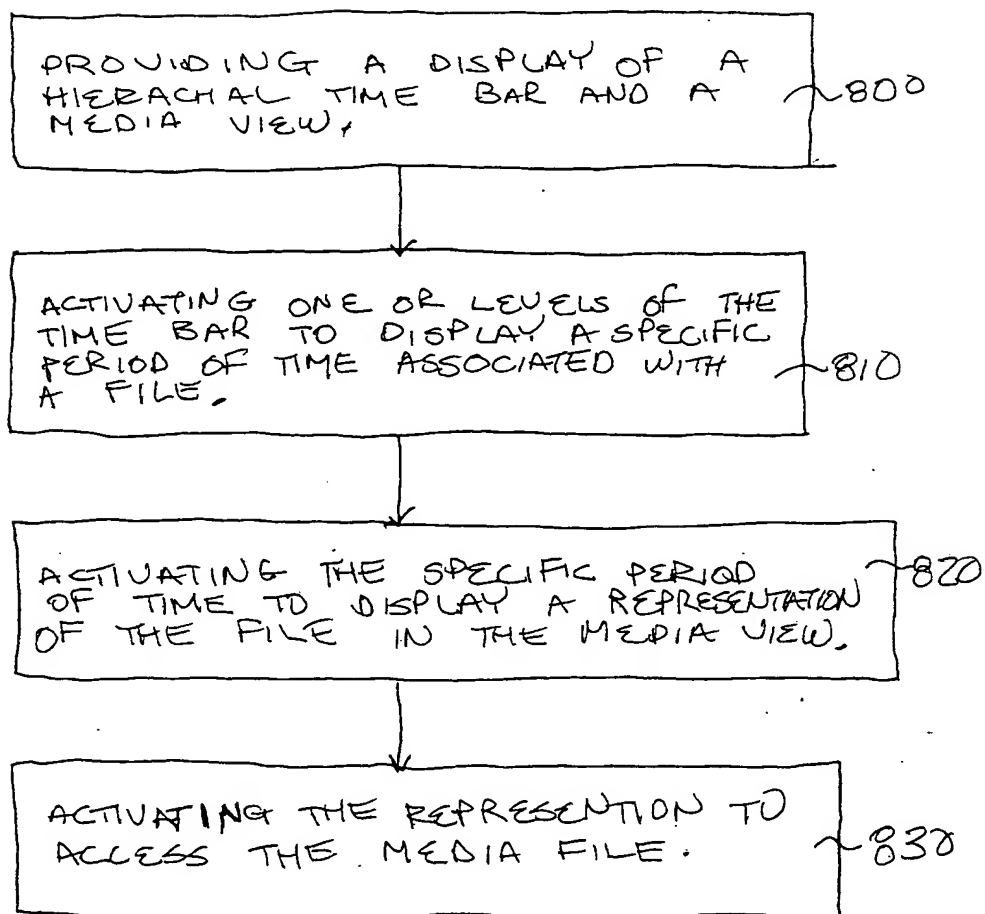 PROVIDING A DISPLAY OF A
HIERACHAL TIME BAR AND A
MEDIA VIEW.
800
ACTIVATING ONE OR LEVELS OF THE
TIME BAR TO DISPLAY A SPECIFIC
PERIOD OF TIME ASSOCIATED WITH
A FILE.
810
ACTIVATING THE SPECIFIC PERIOD
OF TIME TO DISPLAY A REPRESENTATION
OF THE FILE IN THE MEDIA VIEW.
820
ACTIVATING THE REPRESENTION TO
ACCESS THE MEDIA FILE.
830